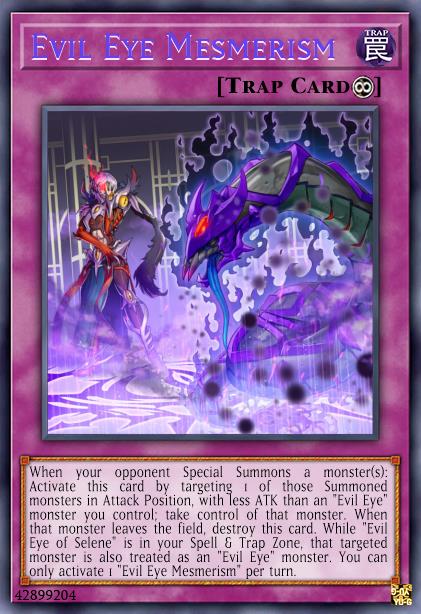 Evil Eye Mesmerism
TRAP
罠
[Trap Card]
When your opponent Special Summons a monster(s):
Activate this card by targeting 1 of those Summoned
monsters in Attack Position, with less ATK than an "Evil Eye"
monster you control; take control of that monster. When
that monster leaves the field, destroy this card. While "Evil
Eye of Selene" is in your Spell & Trap Zone, that targeted
monster is also treated as an "Evil Eye" monster. You can
only activate 1 "Evil Eye Mesmerism" per turn.
42899204